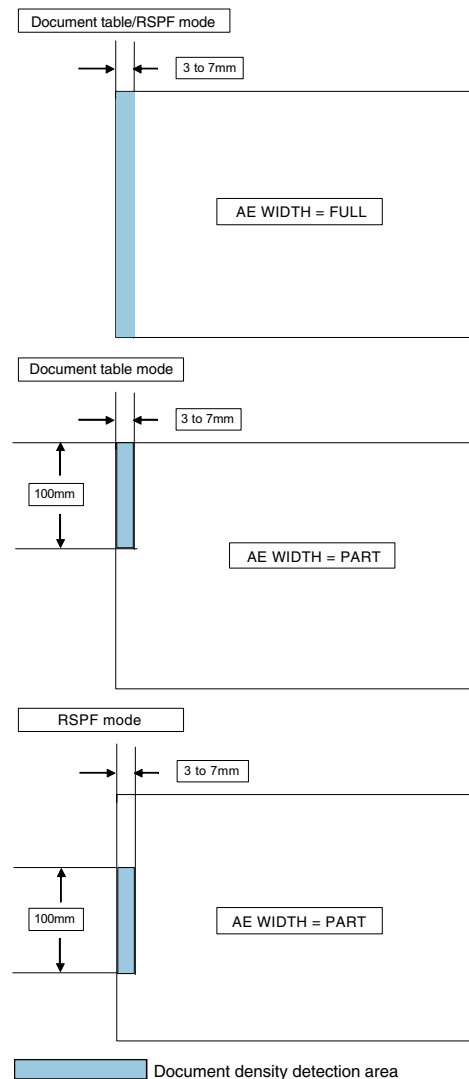 Document table/RSPF mode
3 to 7mm
AE WIDTH = FULL
Document table mode
3 to 7mm
100mm
AE WIDTH = PART
RSPF mode
3 to 7mm
100mm
AE WIDTH = PART
Document density detection area